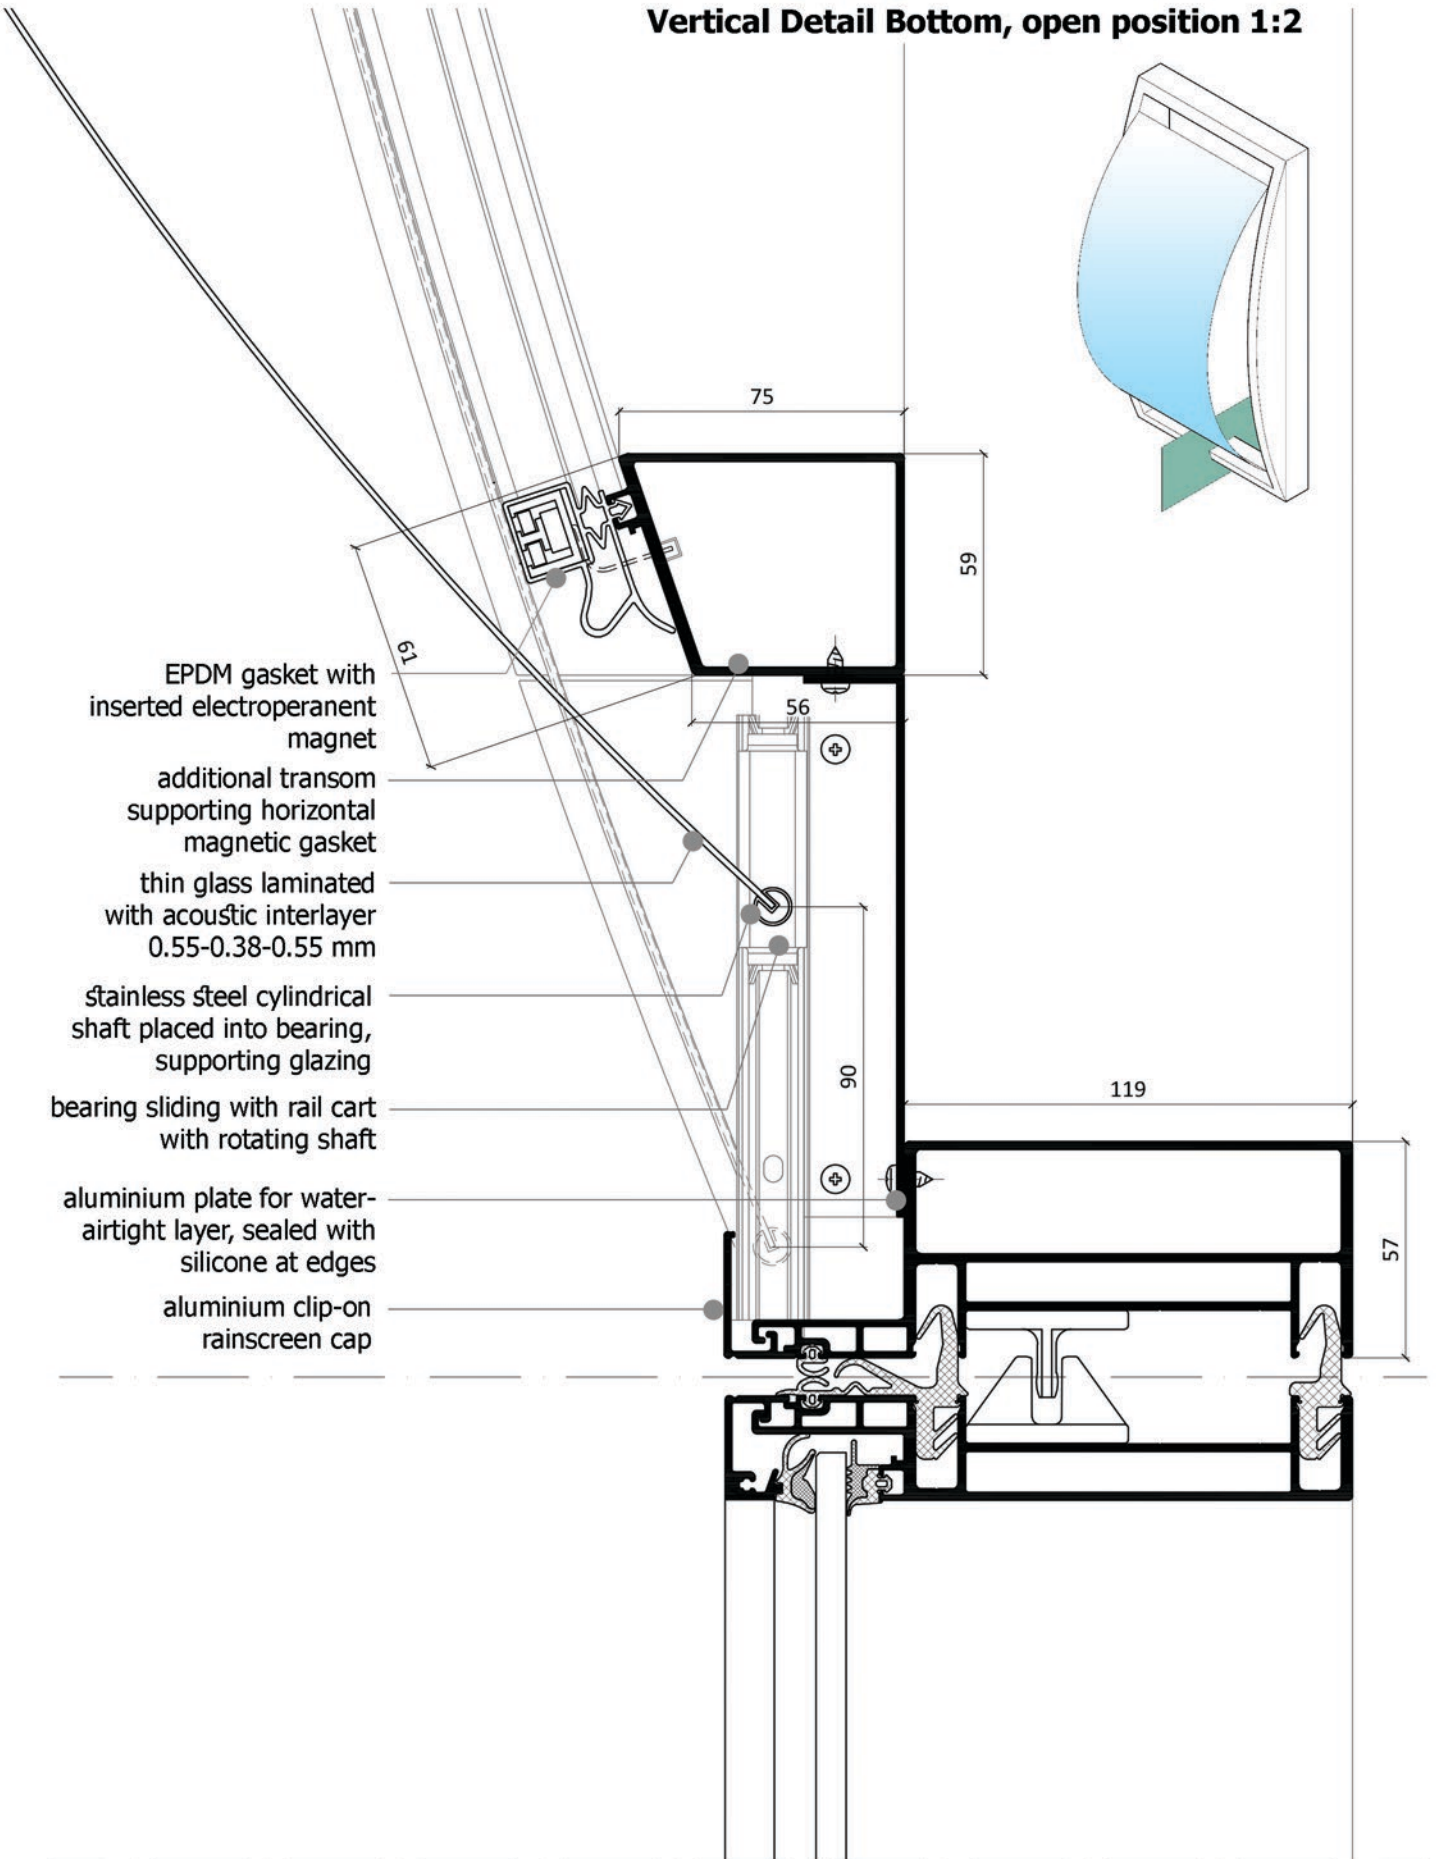 Vertical Detail Bottom, open position 1:2
75
59
61
EPDM gasket with
inserted electroperanent
magnet
56
additional transom
supporting horizontal
magnetic gasket
thin glass laminated
with acoustic interlayer
0.55-0.38-0.55 mm
stainless steel cylindrical
shaft placed into bearing,
supporting glazing
90
119
bearing sliding with rail cart
with rotating shaft
aluminium plate for water-
airtight layer, sealed with
silicone at edges
57
aluminium clip-on
rainscreen cap